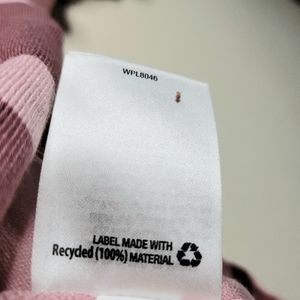 WPL8046
LABEL MADE WITH
Recycled (100%) MATERIAL